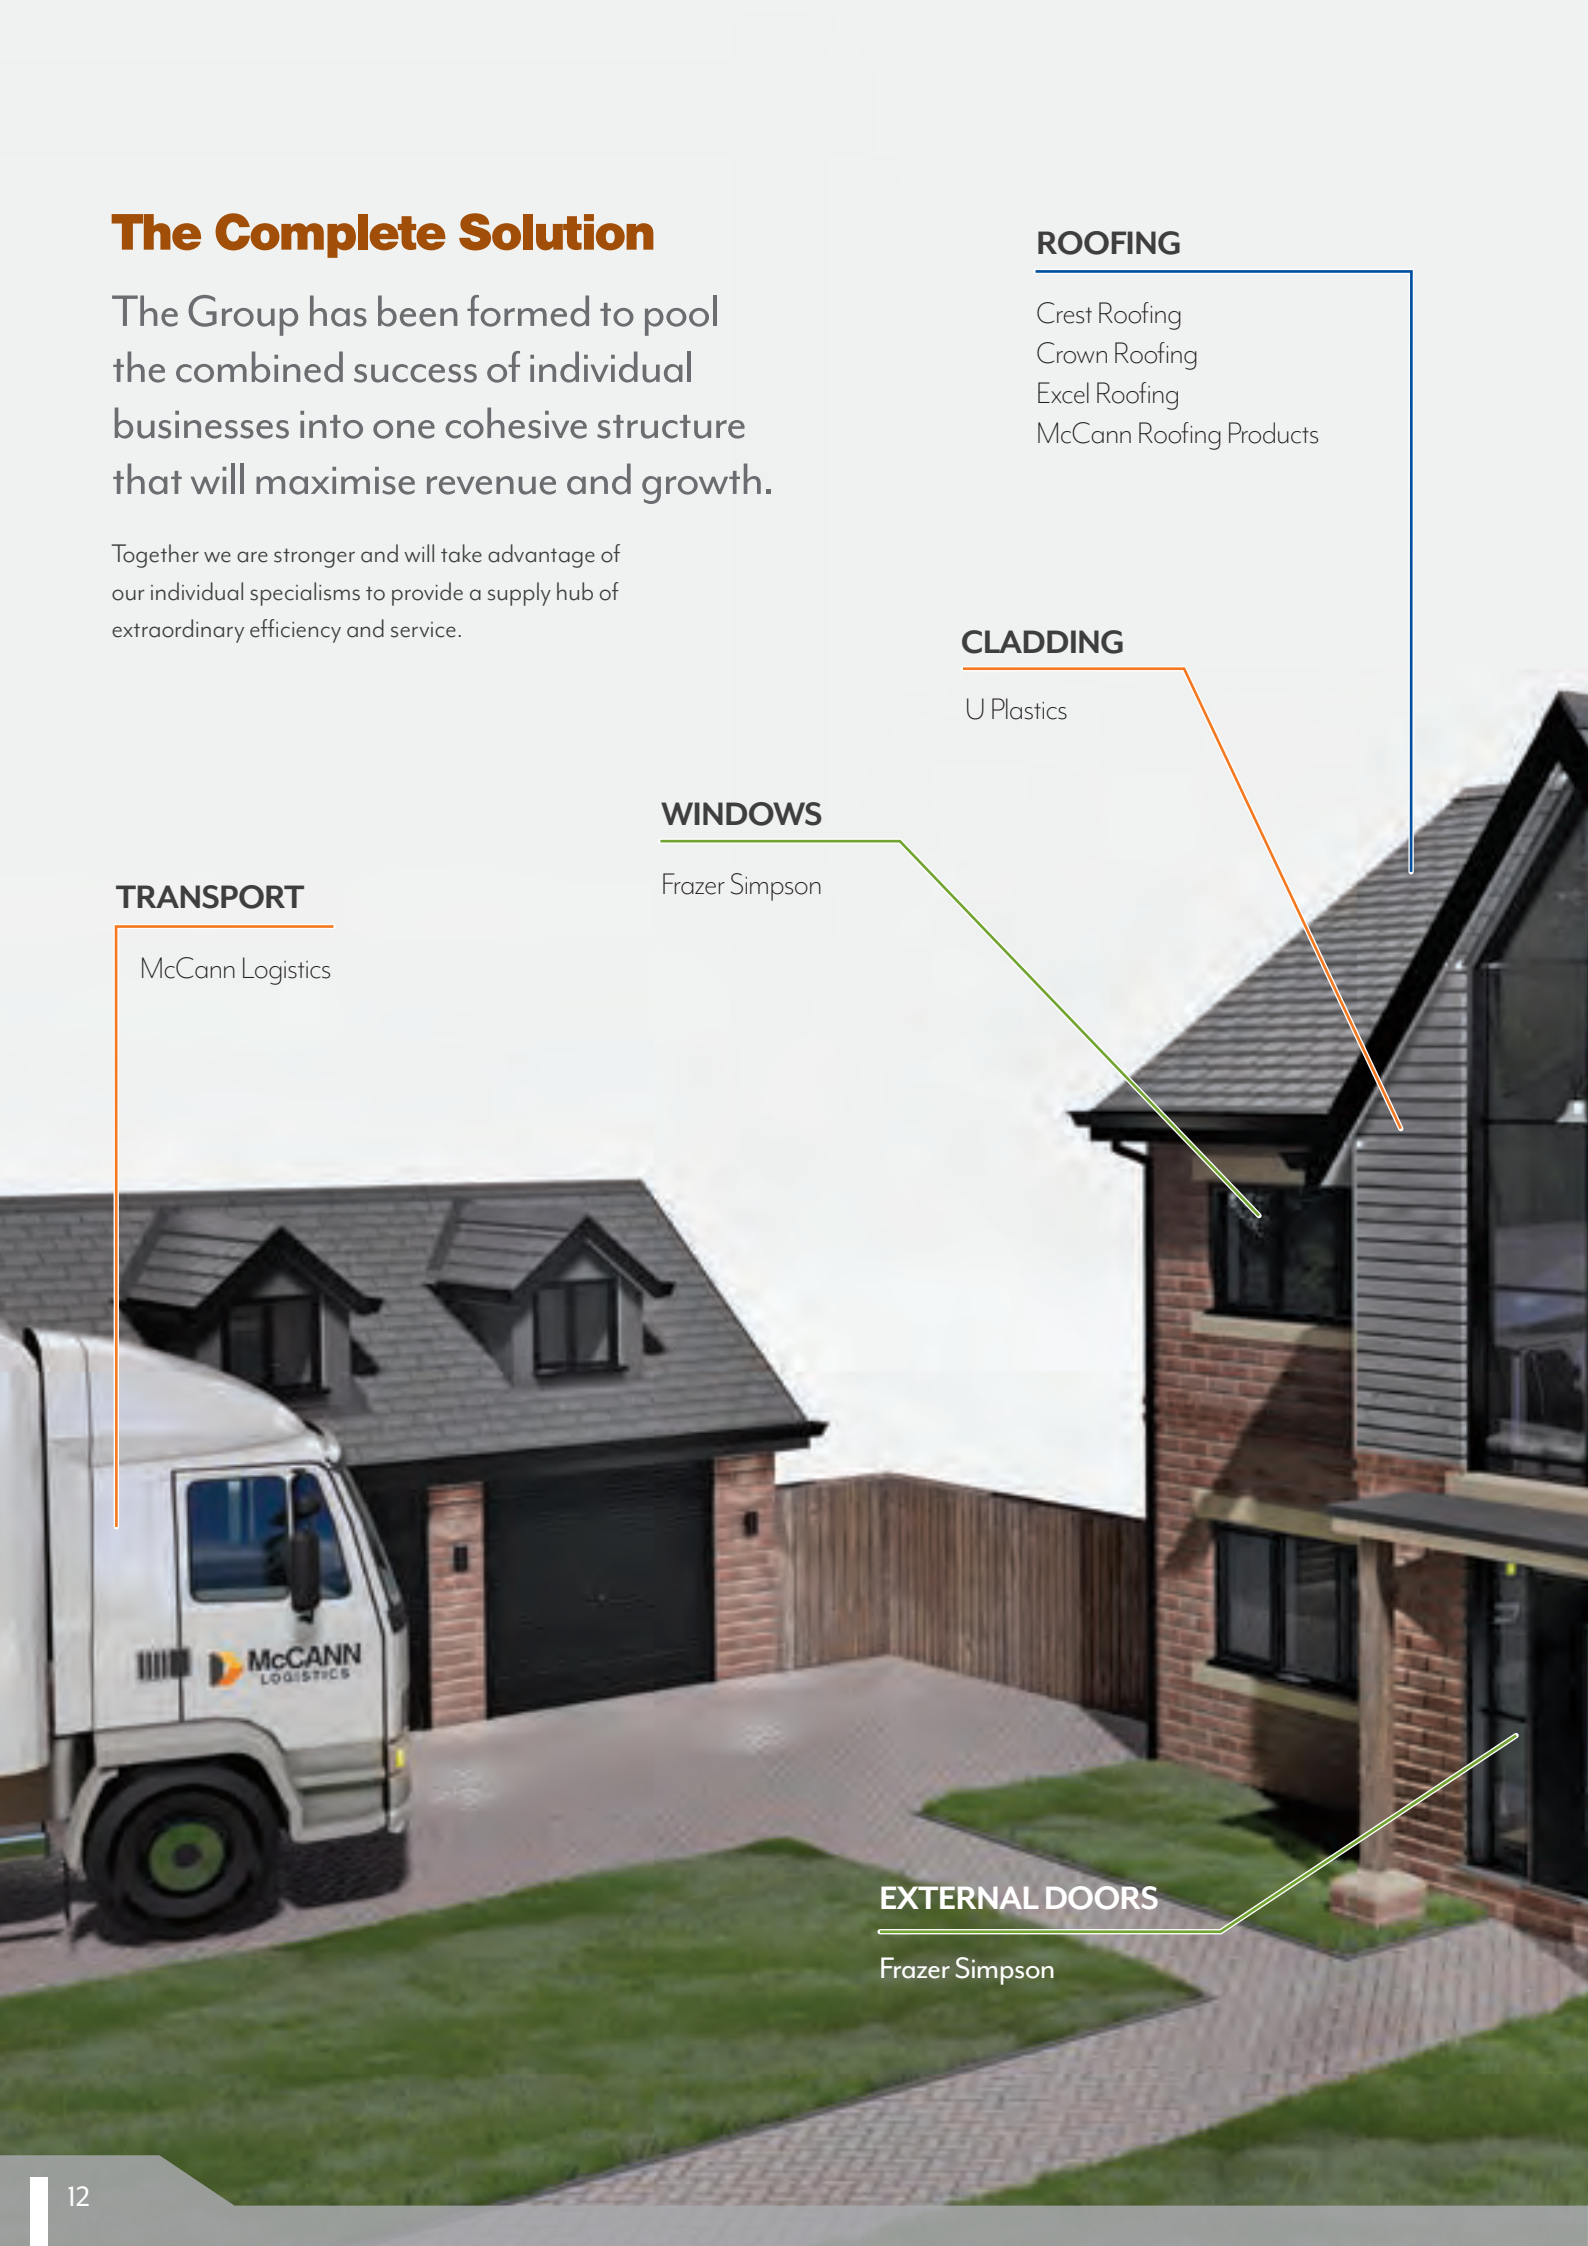 The Complete Solution
The Group has been formed to pool
the combined success of individual
businesses into one cohesive structure
that will maximise revenue and growth.
Together we are stronger and will take advantage of
our individual specialisms to provide a supply hub of
extraordinary efficiency and service.
ROOFING
Crest Roofing
Crown Roofing
Excel Roofing
McCann Roofing Products
CLADDING
U Plastics
WINDOWS
Frazer Simpson
TRANSPORT
McCann Logistics
McCANN
LOGISTICS
EXTERNAL DOORS
Frazer Simpson
12